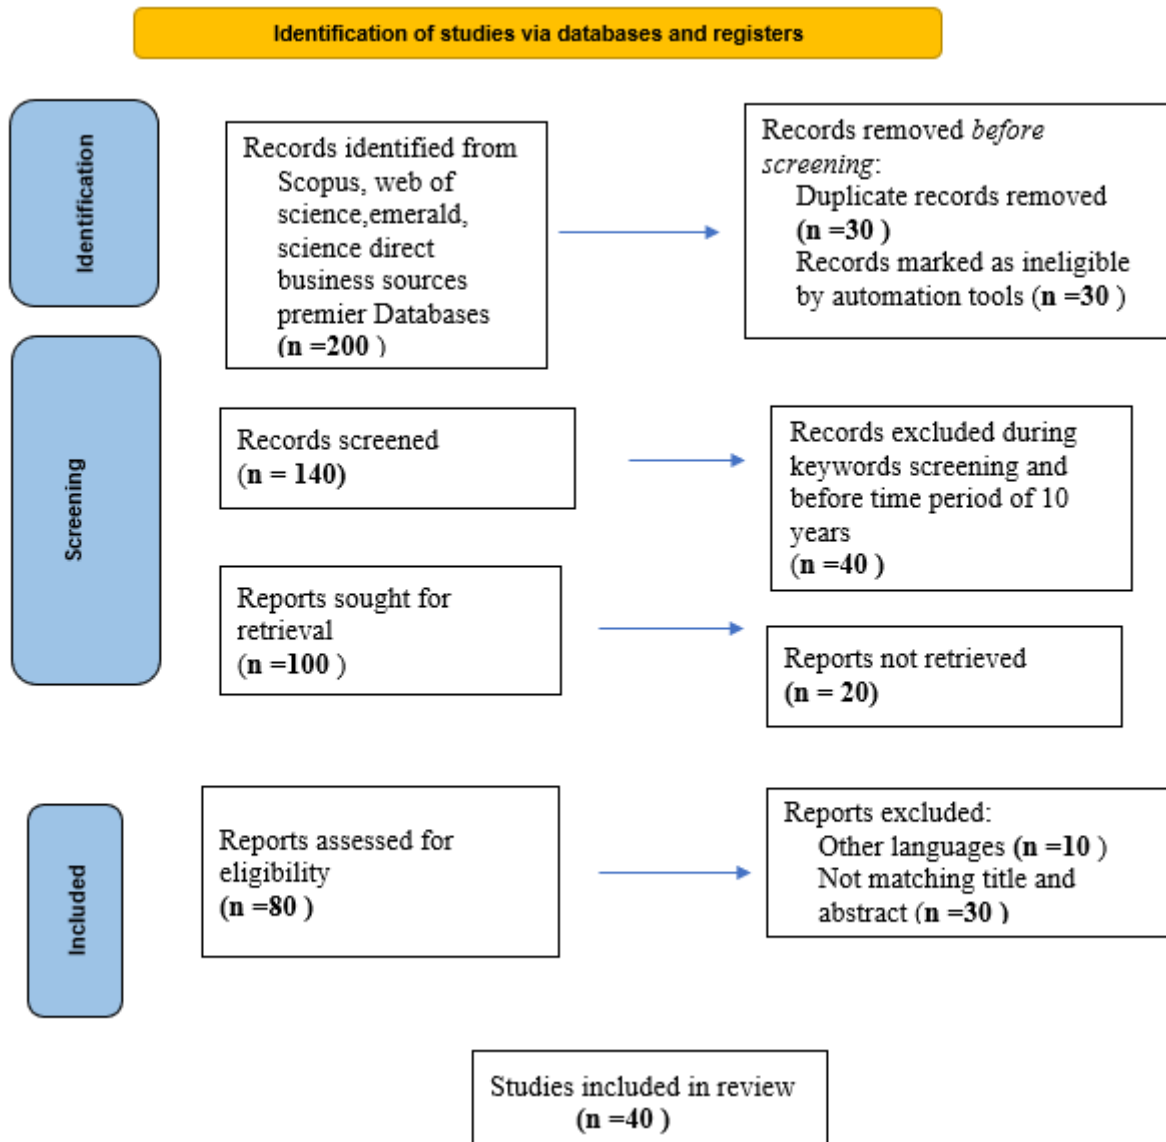 Identification of studies via databases and registers
Identification
Records identified from
Scopus, web of
science,emerald,
science direct
business sources
premier Databases
(n =200 )
Records removed before
screening:
Duplicate records removed
(n =30 )
Records marked as ineligible
by automation tools (n =30 )
Screening
Records screened
(n = 140)
Records excluded during
keywords screening and
before time period of 10
years
(n =40 )
Reports sought for
retrieval
(n =100 )
Reports not retrieved
(n = 20)
Included
Reports assessed for
eligibility
(n =80 )
Reports excluded:
Other languages (n =10 )
Not matching title and
abstract (n =30 )
Studies included in review
(n =40 )